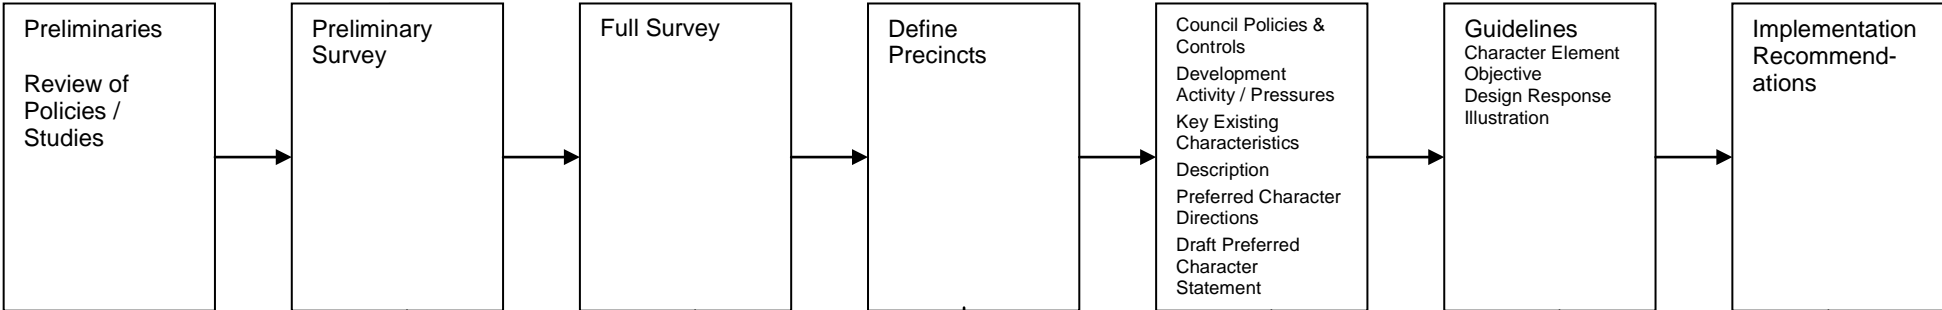 Preliminaries
Review of
Policies /
Studies
Preliminary
Survey
Full Survey
Define
Precincts
Council Policies &
Controls
Development
Activity / Pressures
Key Existing
Characteristics
Description
Preferred Character
Directions
Draft Preferred
Character
Statement
Guidelines
Character Element
Objective
Design Response
Illustration
Implementation
Recommend-
ations